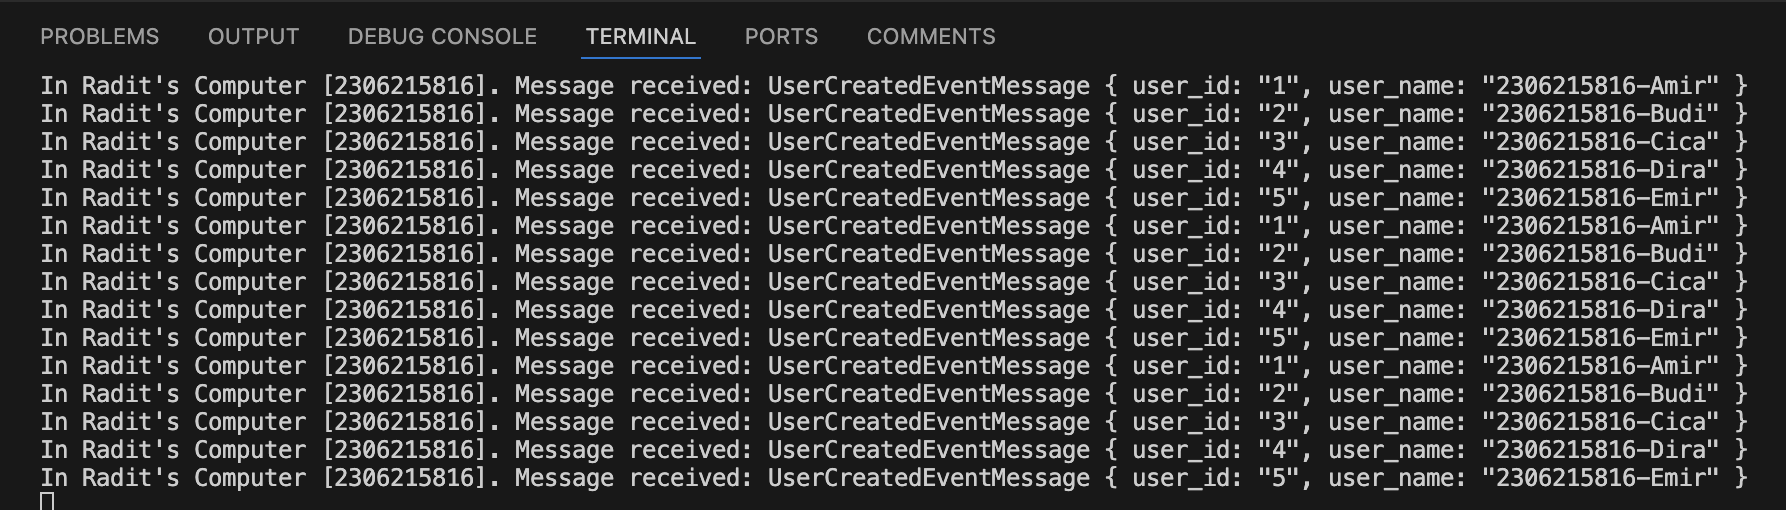 PROBLEMS OUTPUT DEBUG CONSOLE TERMINAL PORTS COMMENTS
In Radit's Computer [2306215816]. Message received: UserCreatedEventMessage { user_id: "1", user_name: "2306215816-Amir" }
In Radit's Computer [2306215816]. Message received: UserCreatedEventMessage { user_id: "2", user_name: "2306215816-Budi" }
In Radit's Computer [2306215816]. Message received: UserCreatedEventMessage { user_id: "3", user_name: "2306215816-Cica" }
In Radit's Computer [2306215816]. Message received: UserCreatedEventMessage { user_id: "4", user_name: "2306215816-Dira" }
In Radit's Computer [2306215816]. Message received: UserCreatedEventMessage { user_id: "5", user_name: "2306215816-Emir" }
In Radit's Computer [2306215816]. Message received: UserCreatedEventMessage { user_id: "1", user_name: "2306215816-Amir" }
In Radit's Computer [2306215816]. Message received: UserCreatedEventMessage { user_id: "2", user_name: "2306215816-Budi" }
In Radit's Computer [2306215816]. Message received: UserCreatedEventMessage { user_id: "3", user_name: "2306215816-Cica" }
In Radit's Computer [2306215816]. Message received: UserCreatedEventMessage { user_id: "4", user_name: "2306215816-Dira" }
In Radit's Computer [2306215816]. Message received: UserCreatedEventMessage { user_id: "5", user_name: "2306215816-Emir" }
In Radit's Computer [2306215816]. Message received: UserCreatedEventMessage { user_id: "1", user_name: "2306215816-Amir" }
In Radit's Computer [2306215816]. Message received: UserCreatedEventMessage { user_id: "2", user_name: "2306215816-Budi" }
In Radit's Computer [2306215816]. Message received: UserCreatedEventMessage { user_id: "3", user_name: "2306215816-Cica" }
In Radit's Computer [2306215816]. Message received: UserCreatedEventMessage { user_id: "4", user_name: "2306215816-Dira" }
In Radit's Computer [2306215816]. Message received: UserCreatedEventMessage { user_id: "5", user_name: "2306215816-Emir" }